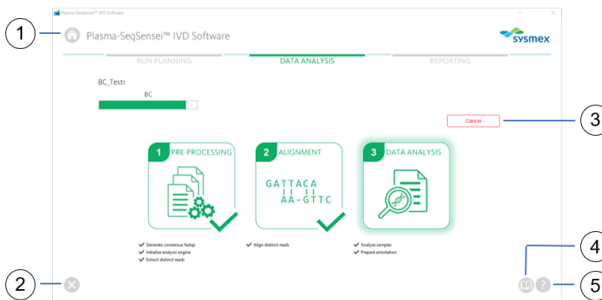 Plasma-SeqSensei™ IVD Software
1
Plasma-SeqSensei™ IVD Software
sysmex
RUN PLANNING
DATA ANALYSIS
REPORTING
BC_Test1
BC
Cancel
3
1 PRE-PROCESSING
2 ALIGNMENT
3 DATA ANALYSIS
GATTACA
AA-GTTC
Generate consensus fastqs
Initialize analysis engine
Extract distinct reads
Align distinct reads
Analyze samples
Prepare annotation
4
2
?
5